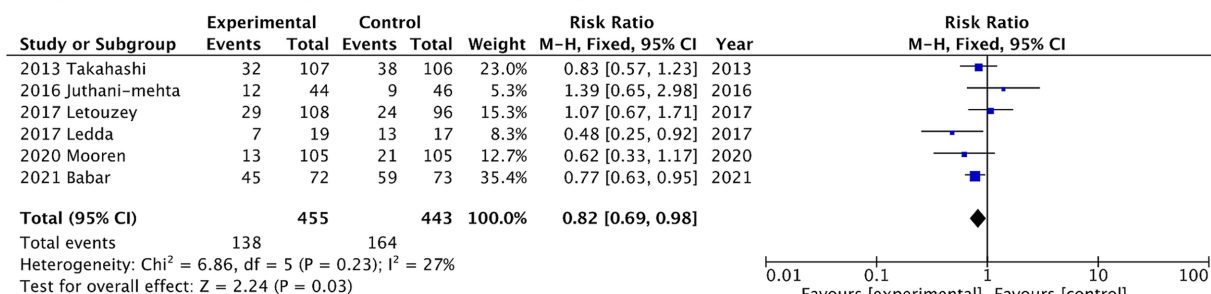 Experimental Control Risk Ratio Risk Ratio
Study or Subgroup Events Total Events Total Weight M-H, Fixed, 95% CI Year M-H, Fixed, 95% CI
2013 Takahashi 32 107 38 106 23.0% 0.83 [0.57, 1.23] 2013
2016 Juthani-mehta 12 44 9 46 5.3% 1.39 [0.65, 2.98] 2016
2017 Letouzey 29 108 24 96 15.3% 1.07 [0.67, 1.71] 2017
2017 Ledda 7 19 13 17 8.3% 0.48 [0.25, 0.92] 2017
2020 Mooren 13 105 21 105 12.7% 0.62 [0.33, 1.17] 2020
2021 Babar 45 72 59 73 35.4% 0.77 [0.63, 0.95] 2021
Total (95% CI) 455 443 100.0% 0.82 [0.69, 0.98]
Total events 138 164
Heterogeneity: Chi² = 6.86, df = 5 (P = 0.23); I² = 27%
Test for overall effect: Z = 2.24 (P = 0.03)
0.01 0.1 1 10 100
Favours [experimental] Favours [control]